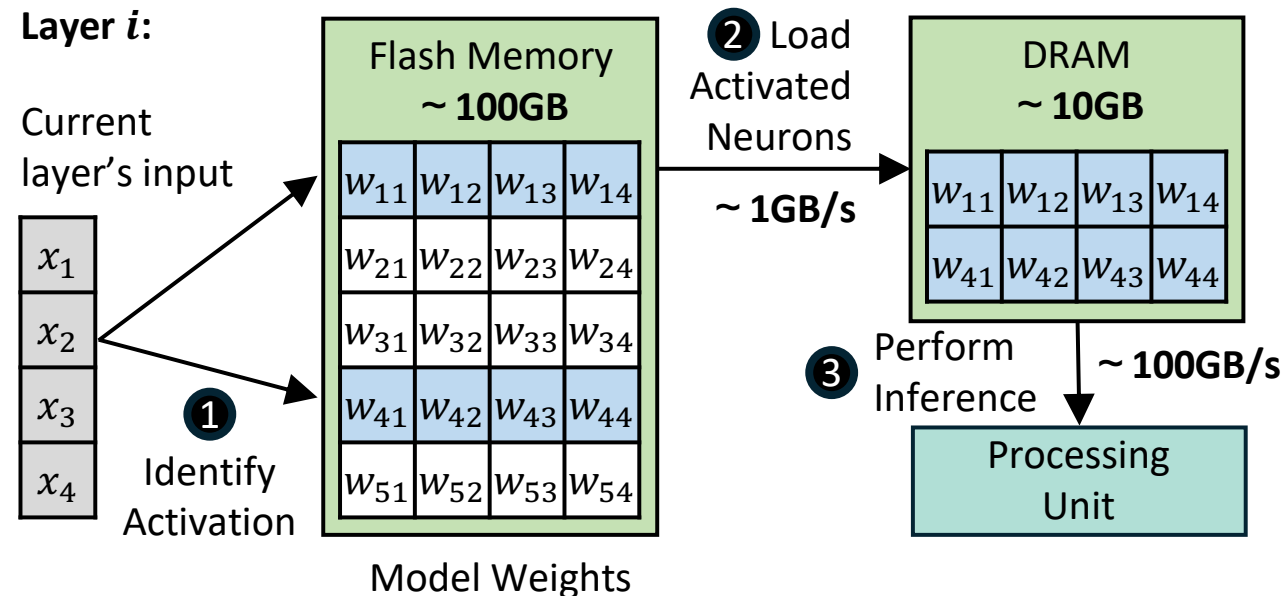 Layer i:
Current
layer's input
x1
x2
x3
x4
1
Identify
Activation
Flash Memory
~ 100GB
w11 w12 w13 w14
w21 w22 w23 w24
w31 w32 w33 w34
w41 w42 w43 w44
w51 w52 w53 w54
Model Weights
2 Load
Activated
Neurons
~ 1GB/s
DRAM
~ 10GB
w11 w12 w13 w14
w41 w42 w43 w44
3 Perform
Inference
~ 100GB/s
Processing
Unit